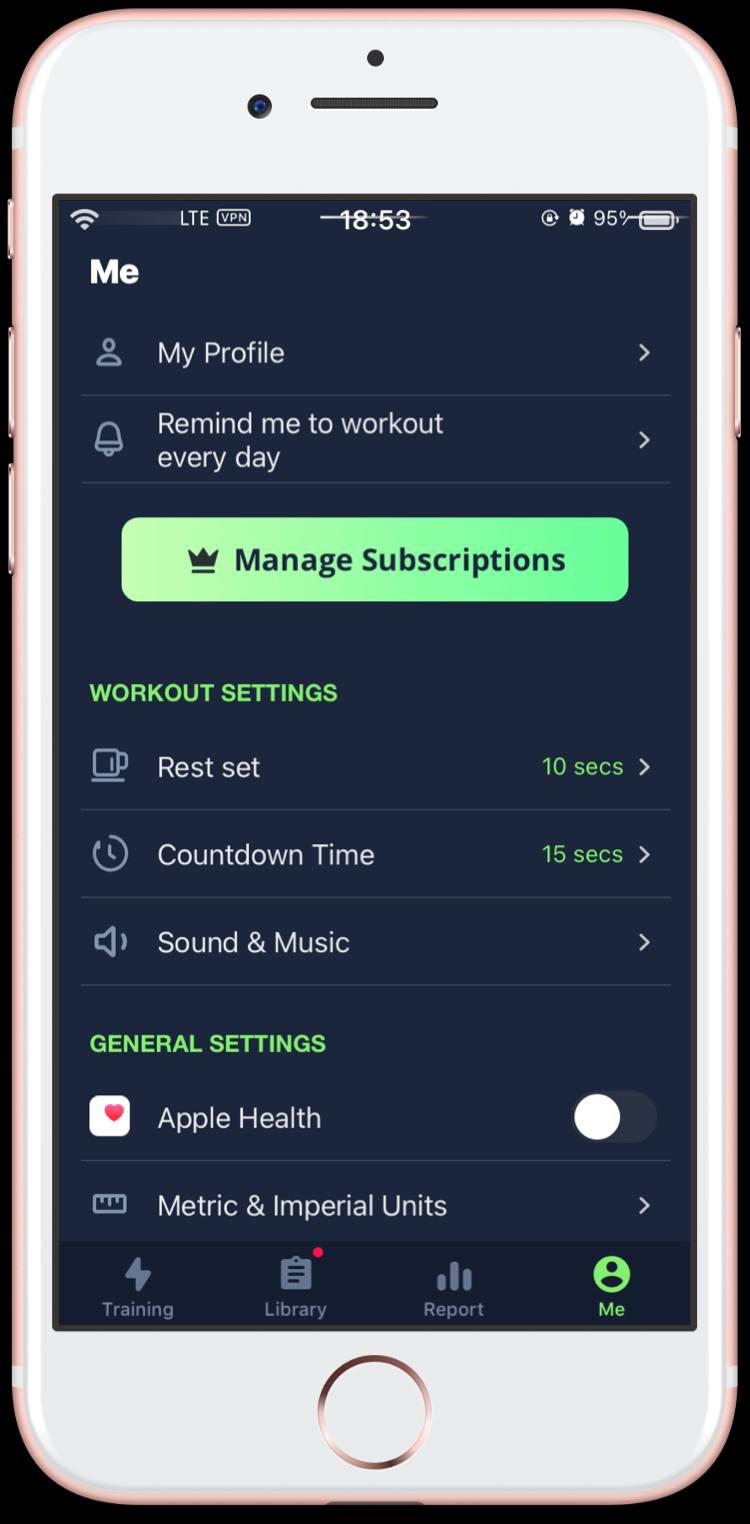 LTE VPN 18:53 95%
Me
My Profile
Remind me to workout
every day
Manage Subscriptions
WORKOUT SETTINGS
Rest set 10 secs
Countdown Time 15 secs
Sound & Music
GENERAL SETTINGS
Apple Health
Metric & Imperial Units
Training Library Report Me